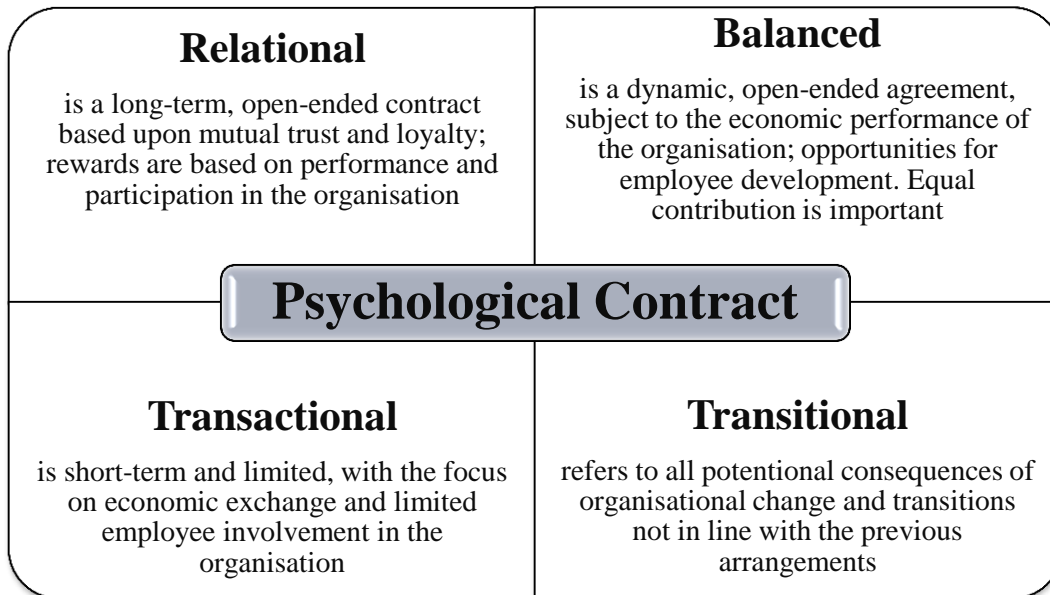 Relational
is a long-term, open-ended contract
based upon mutual trust and loyalty;
rewards are based on performance and
participation in the organisation
Balanced
is a dynamic, open-ended agreement,
subject to the economic performance of
the organisation; opportunities for
employee development. Equal
contribution is important
Psychological Contract
Transactional
is short-term and limited, with the focus
on economic exchange and limited
employee involvement in the
organisation
Transitional
refers to all potentional consequences of
organisational change and transitions
not in line with the previous
arrangements